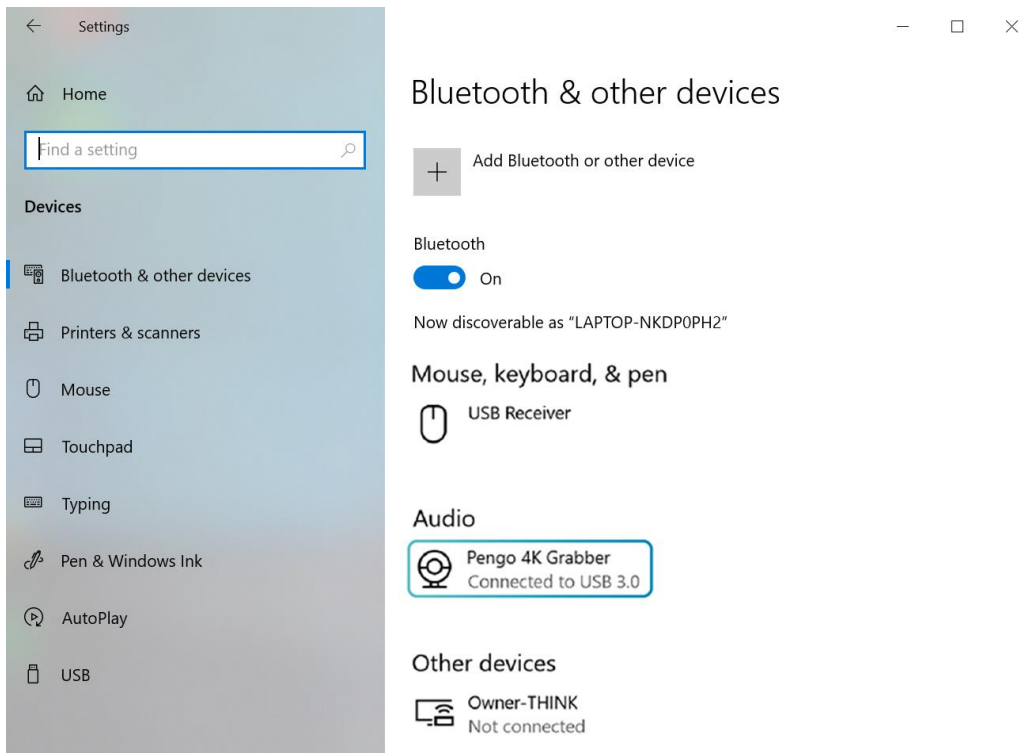 Settings
Home
Find a setting
Devices
Bluetooth & other devices
Printers & scanners
Mouse
Touchpad
Typing
Pen & Windows Ink
AutoPlay
USB
Bluetooth & other devices
Add Bluetooth or other device
Bluetooth
On
Now discoverable as “LAPTOP-NKDP0PH2”
Mouse, keyboard, & pen
USB Receiver
Audio
Pengo 4K Grabber
Connected to USB 3.0
Other devices
Owner-THINK
Not connected